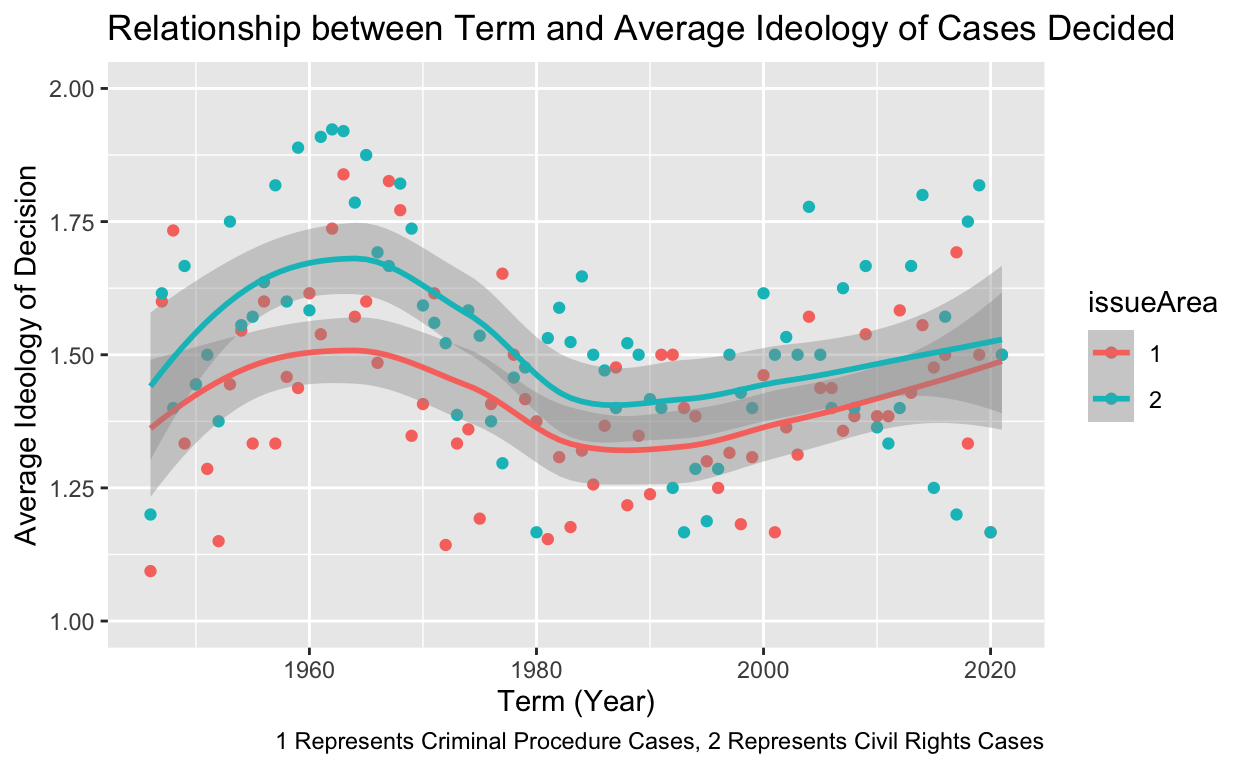 Relationship between Term and Average Ideology of Cases Decided
Average Ideology of Decision
2.00
1.75
1.50
1.25
1.00
1960
1980
2000
2020
Term (Year)
issueArea
1
2
1 Represents Criminal Procedure Cases, 2 Represents Civil Rights Cases